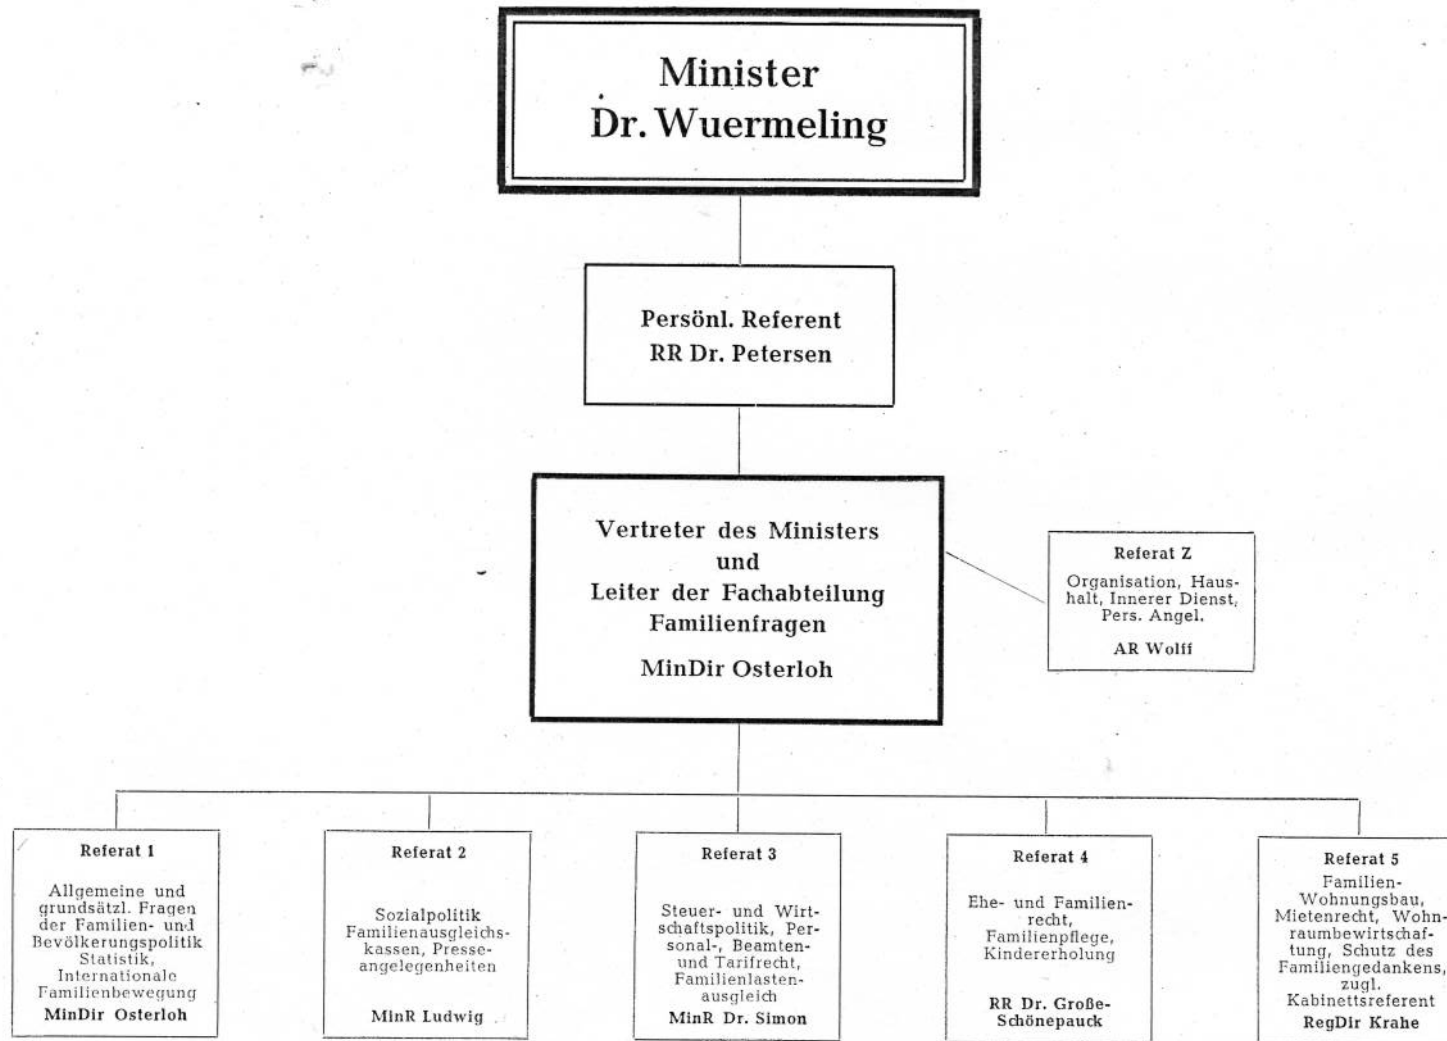 Minister
Dr. Wuermeling
Persönl. Referent
RR Dr. Petersen
Vertreter des Ministers
und
Leiter der Fachabteilung
Familienfragen
MinDir Osterloh
Referat Z
Organisation, Haus-
halt, Innerer Dienst,
Pers. Angel.
AR Wolff
Referat 1
Allgemeine und
grundsätzl. Fragen
der Familien- und
Bevölkerungspolitik
Statistik,
Internationale
Familienbewegung
MinDir Osterloh
Referat 2
Sozialpolitik
Familienausgleichs-
kassen, Presse-
angelegenheiten
MinR Ludwig
Referat 3
Steuer- und Wirt-
schaftspolitik, Per-
sonal-, Beamten-
und Tarifrecht,
Familienlasten-
ausgleich
MinR Dr. Simon
Referat 4
Ehe- und Familien-
recht,
Familienpflege,
Kindererholung
RR Dr. Große-
Schönepauck
Referat 5
Familien-
Wohnungsbau,
Mietenrecht, Wohn-
raumbewirtschaf-
tung, Schutz des
Familiengedankens,
zugl.
Kabinettsreferent
RegDir Krahe